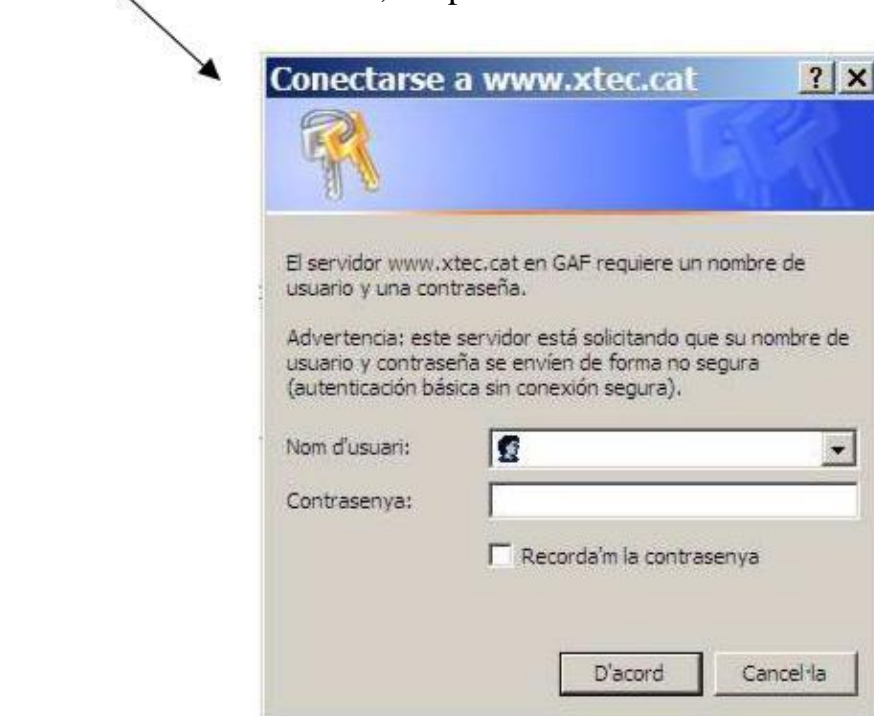 Conectarse a www.xtec.cat
El servidor www.xtec.cat en GAF requiere un nombre de
usuario y una contraseña.
Advertencia: este servidor está solicitando que su nombre de
usuario y contraseña se envíen de forma no segura
(autenticación básica sin conexión segura).
Nom d'usuari:
Contrasenya:
Recorda'm la contrasenya
D'acord Cancel·la